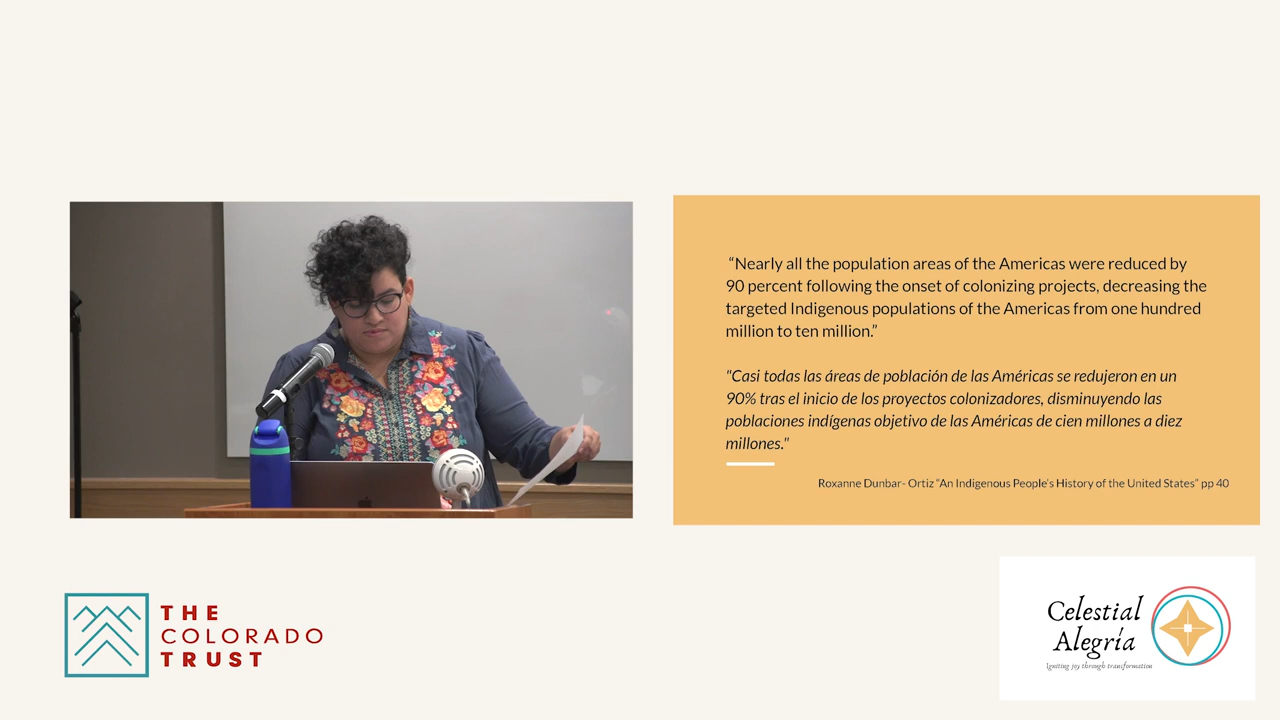 “Nearly all the population areas of the Americas were reduced by
90 percent following the onset of colonizing projects, decreasing the
targeted Indigenous populations of the Americas from one hundred
million to ten million.”
"Casi todas las áreas de población de las Américas se redujeron en un
90% tras el inicio de los proyectos colonizadores, disminuyendo las
poblaciones indígenas objetivo de las Américas de cien millones a diez
millones."
Roxanne Dunbar- Ortiz “An Indigenous People’s History of the United States” pp 40
THE
COLORADO
TRUST
Celestial
Alegría
Igniting joy through transformation